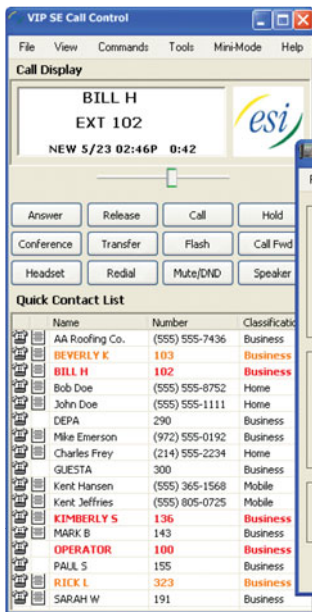 VIP SE Call Control
File View Commands Tools Mini-Mode Help
Call Display
BILL H
EXT 102
NEW 5/23 02:46P 0:42
esi
Answer Release Call Hold
Conference Transfer Flash Call Fwd
Headset Redial Mute/DND Speaker
Quick Contact List
Name Number Classificatio
AA Roofing Co. (555) 555-7436 Business
BEVERLY K 103 Business
BILL H 102 Business
Bob Doe (555) 555-8752 Home
John Doe (555) 555-1111 Home
DEPA 290 Business
Mike Emerson (972) 555-0192 Business
Charles Frey (214) 555-2234 Home
GUESTA 300 Business
Kent Hansen (555) 365-1568 Mobile
Kent Jeffries (555) 805-0725 Mobile
KIMBERLY S 136 Business
MARK B 143 Business
OPERATOR 100 Business
PAUL S 155 Business
RICK L 323 Business
SARAH W 191 Business